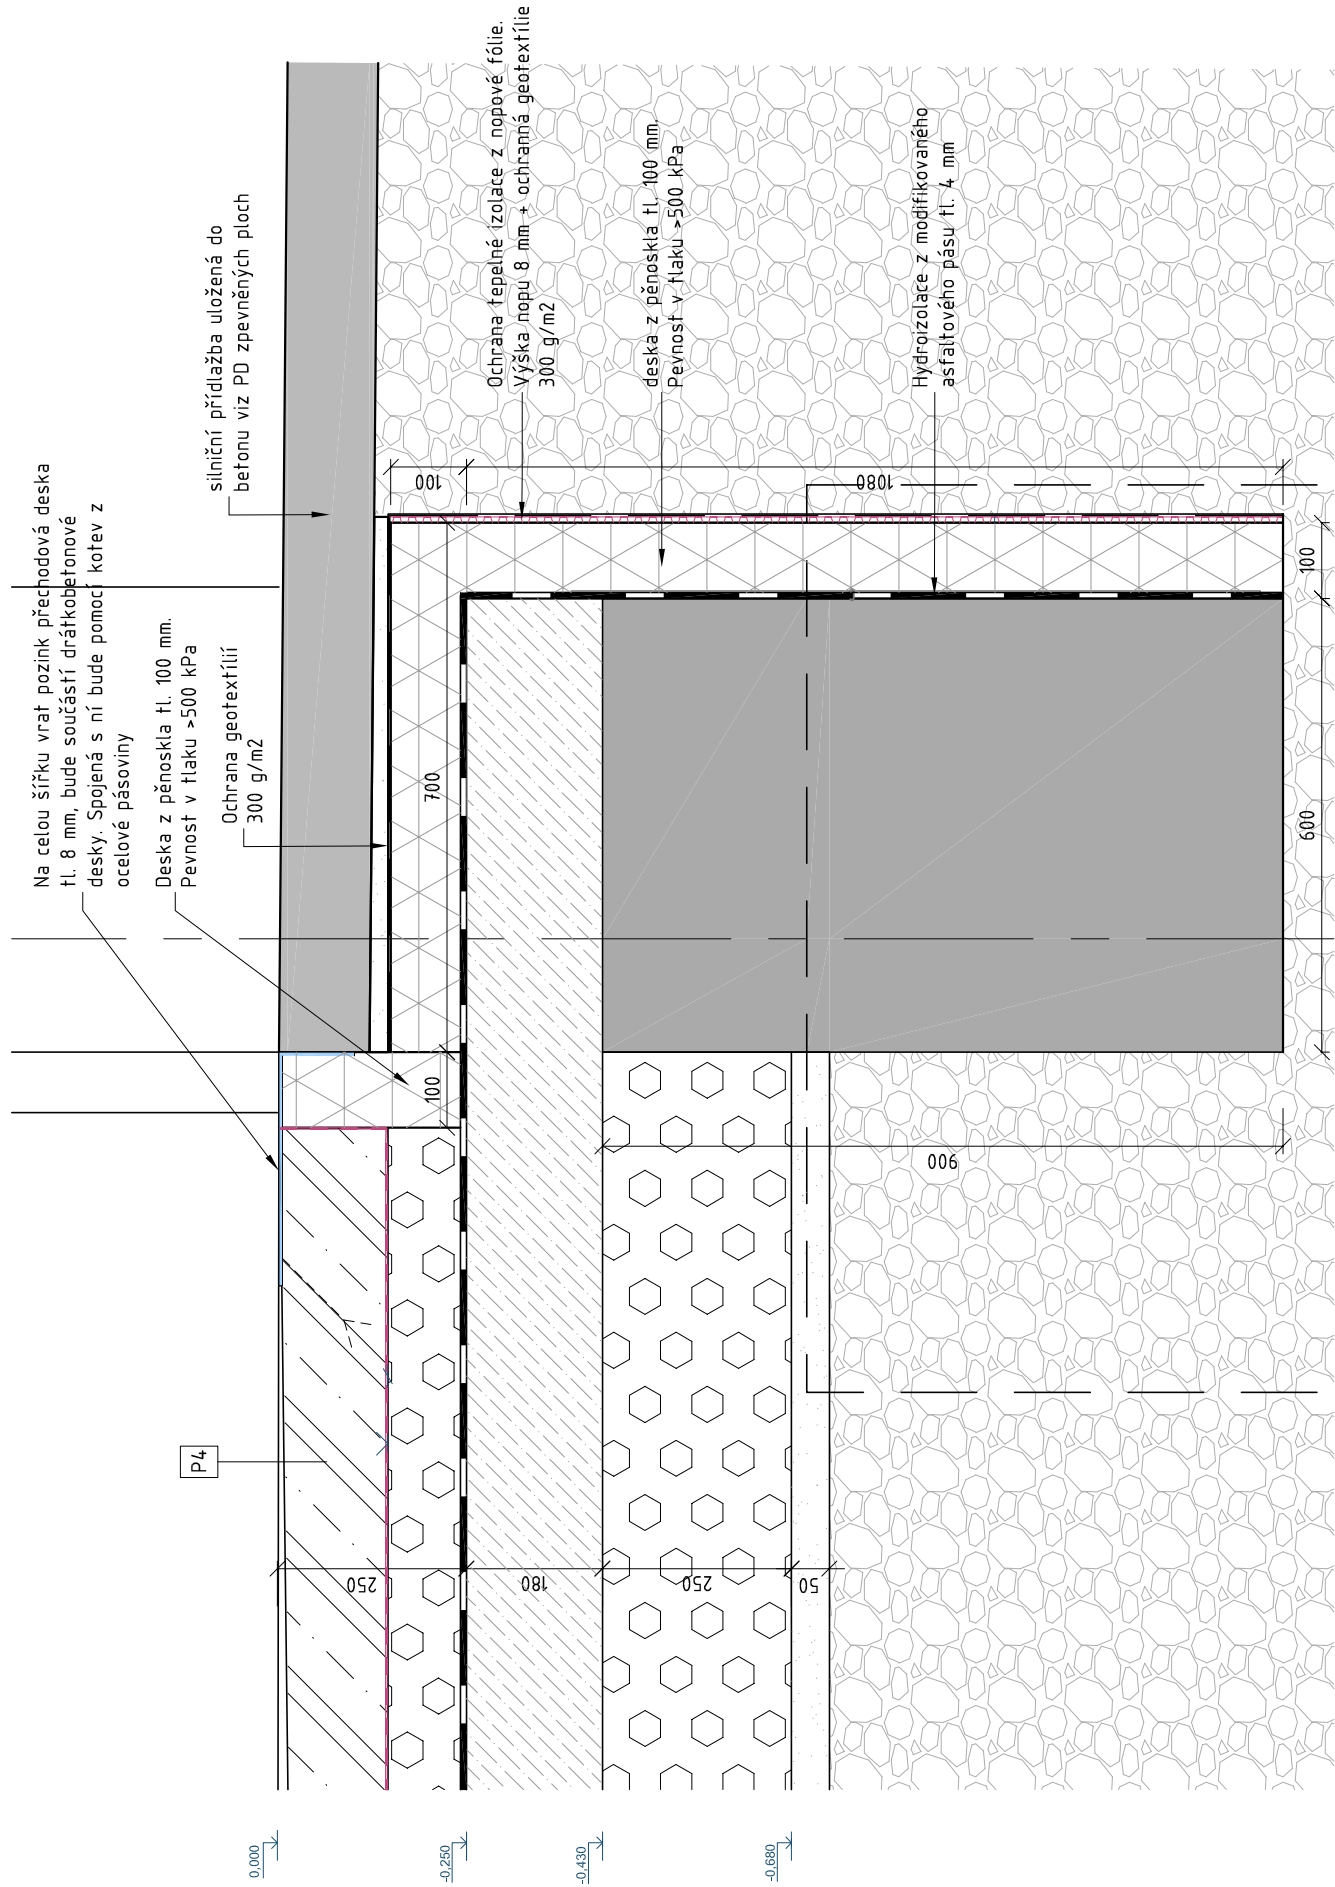 Na celou šířku vrat pozink přechodová deska
tl. 8 mm, bude součástí drátkobetonové
desky. Spojená s ní bude pomocí kotev z
ocelové pásoviny
Deska z pěnoskla tl. 100 mm.
Pevnost v tlaku >500 kPa
Ochrana geotextílií
300 g/m2
silniční přídlažba uložená do
betonu viz PD zpevněných ploch
Ochrana tepelné izolace z nopové fólie.
Výška nopu 8 mm + ochranná geotextílie
300 g/m2
deska z pěnoskla tl. 100 mm.
Pevnost v tlaku >500 kPa
Hydroizolace z modifikovaného
asfaltového pásu tl. 4 mm
P4
100
1080
700
100
100
600
900
250
180
250
50
0,000
-0,250
-0,430
-0,680